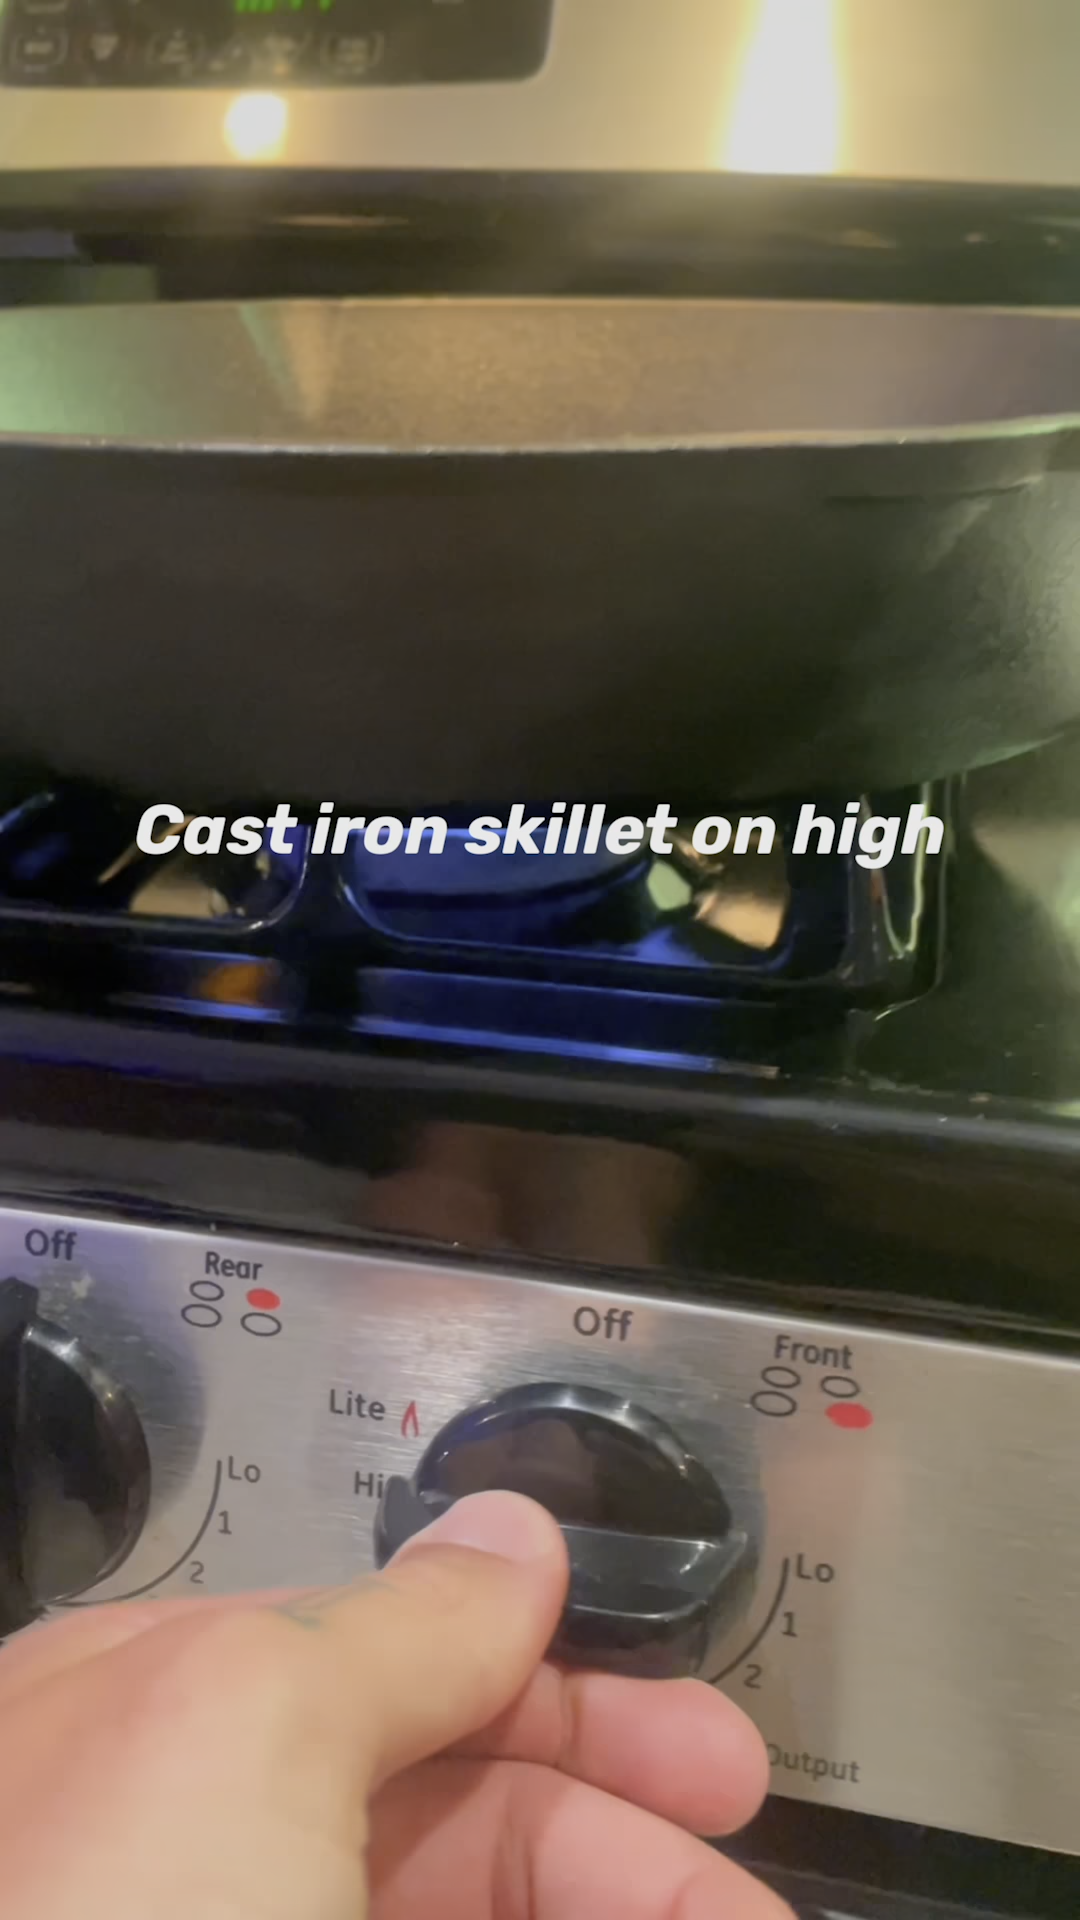 Cast iron skillet on high
Off
Rear
Off
Front
Lite
Hi
Lo
1
2
Lo
1
2
Output